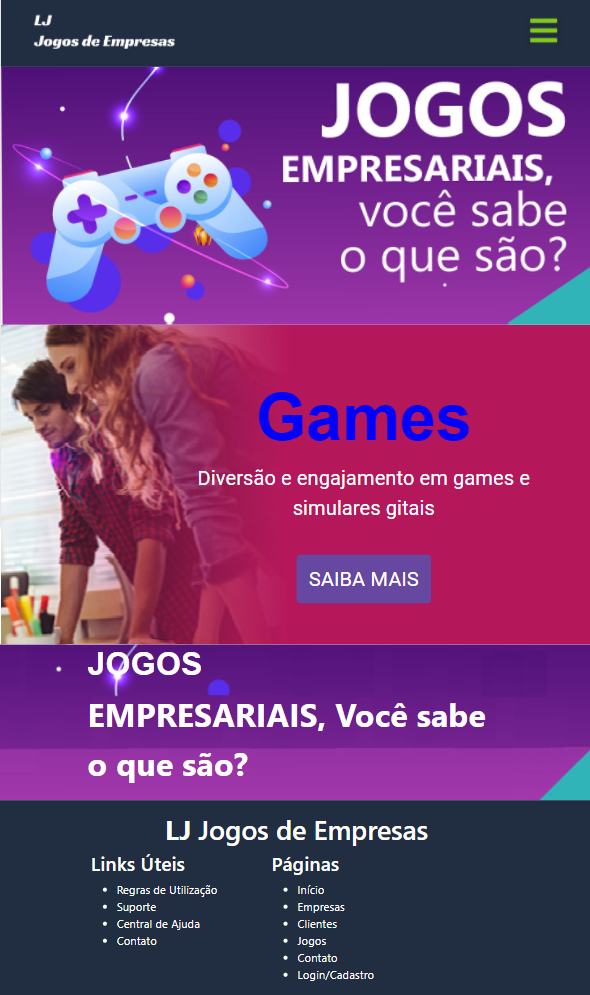 LJ
Jogos de Empresas
JOGOS
EMPRESARIAIS,
você sabe
o que são?
Games
Diversão e engajamento em games e
simulares gitais
SAIBA MAIS
JOGOS
EMPRESARIAIS, Você sabe
o que são?
LJ Jogos de Empresas
Links Úteis
Regras de Utilização
Suporte
Central de Ajuda
Contato
Páginas
Início
Empresas
Clientes
Jogos
Contato
Login/Cadastro